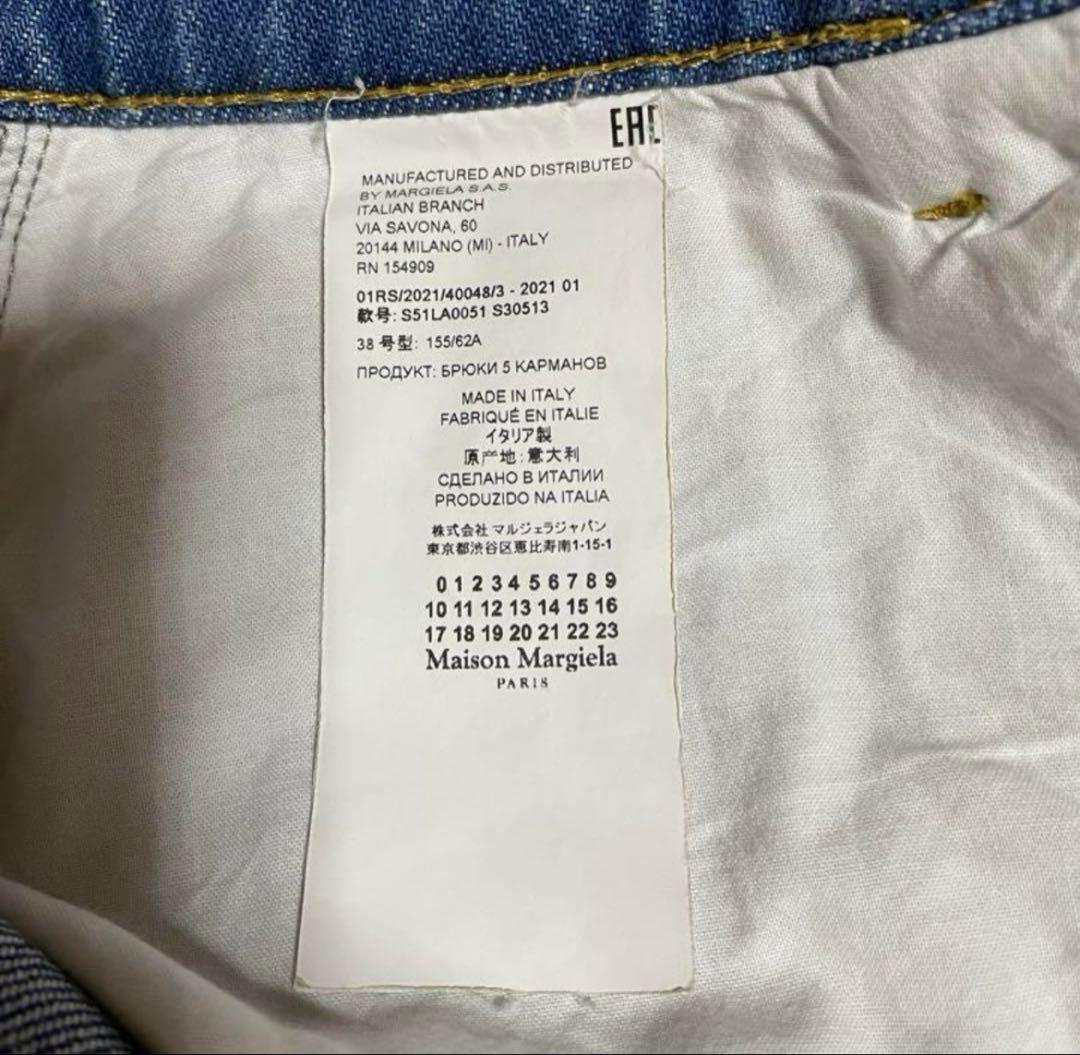 EAC
MANUFACTURED AND DISTRIBUTED
BY MARGIELA S.A.S.
ITALIAN BRANCH
VIA SAVONA, 60
20144 MILANO (MI) - ITALY
RN 154909
01RS/2021/40048/3 - 2021 01
款号: S51LA0051 S30513
38 号型: 155/62A
ПРОДУКТ: БРЮКИ 5 КАРМАНОВ
MADE IN ITALY
FABRIQUÉ EN ITALIE
イタリア製
原产地:意大利
СДЕЛАНО В ИТАЛИИ
PRODUZIDO NA ITALIA
株式会社 マルジェラジャパン
東京都渋谷区恵比寿南1-15-1
0 1 2 3 4 5 6 7 8 9
10 11 12 13 14 15 16
17 18 19 20 21 22 23
Maison Margiela
PARIS